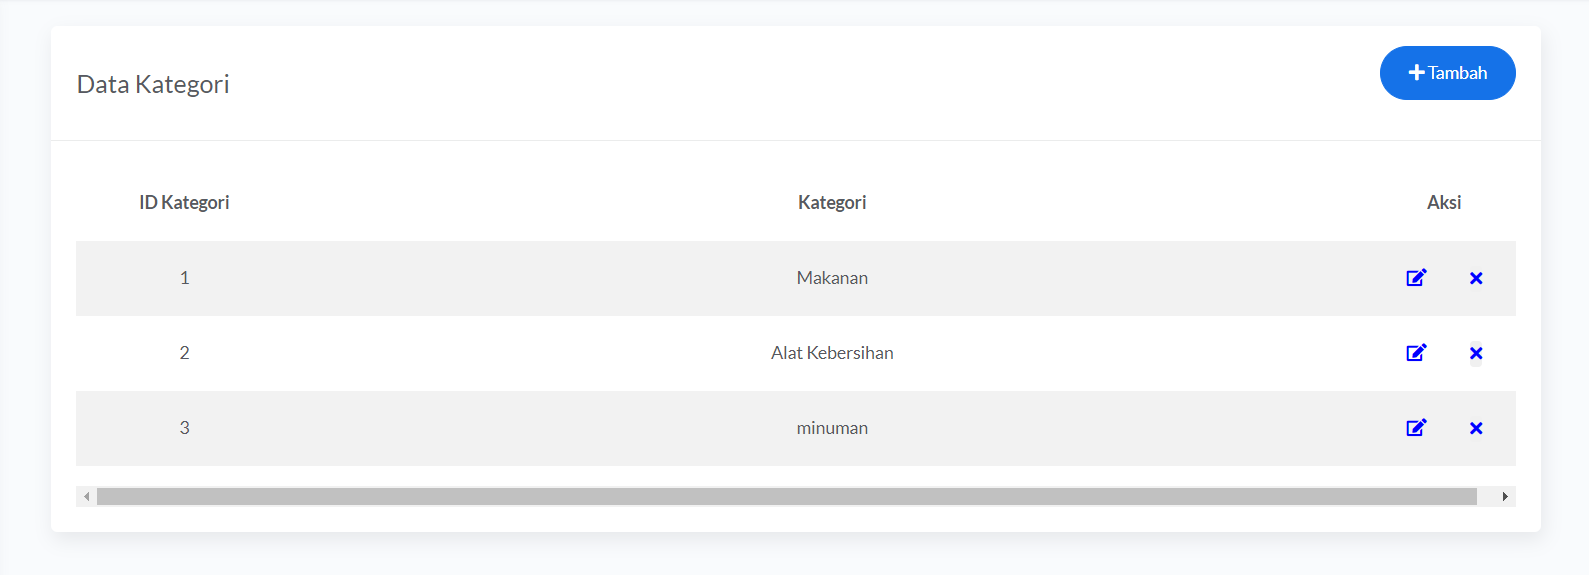 Data Kategori
Tambah
ID Kategori Kategori Aksi
1 Makanan
2 Alat Kebersihan
3 minuman